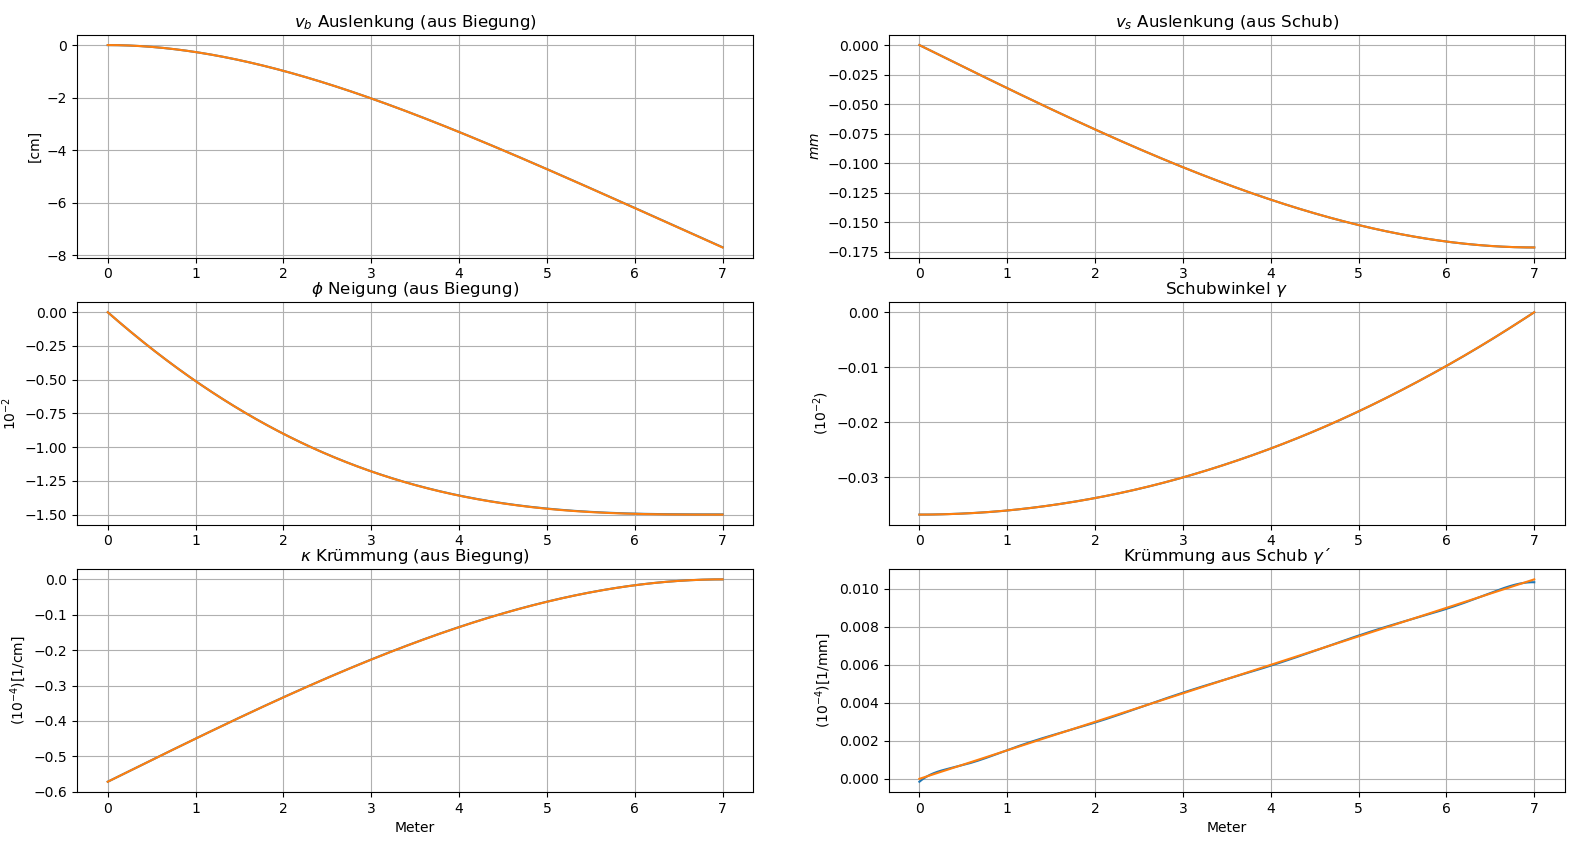 v_b Auslenkung (aus Biegung)
[cm]
0
−2
−4
−6
−8
0 1 2 3 4 5 6 7
v_s Auslenkung (aus Schub)
mm
0.000
−0.025
−0.050
−0.075
−0.100
−0.125
−0.150
−0.175
0 1 2 3 4 5 6 7
ϕ Neigung (aus Biegung)
10^{−2}
0.00
−0.25
−0.50
−0.75
−1.00
−1.25
−1.50
0 1 2 3 4 5 6 7
Schubwinkel γ
(10^{−2})
0.00
−0.01
−0.02
−0.03
0 1 2 3 4 5 6 7
κ Krümmung (aus Biegung)
(10^{−4})[1/cm]
0.0
−0.1
−0.2
−0.3
−0.4
−0.5
−0.6
0 1 2 3 4 5 6 7
Meter
Krümmung aus Schub γ´
(10^{−4})[1/mm]
0.010
0.008
0.006
0.004
0.002
0.000
0 1 2 3 4 5 6 7
Meter